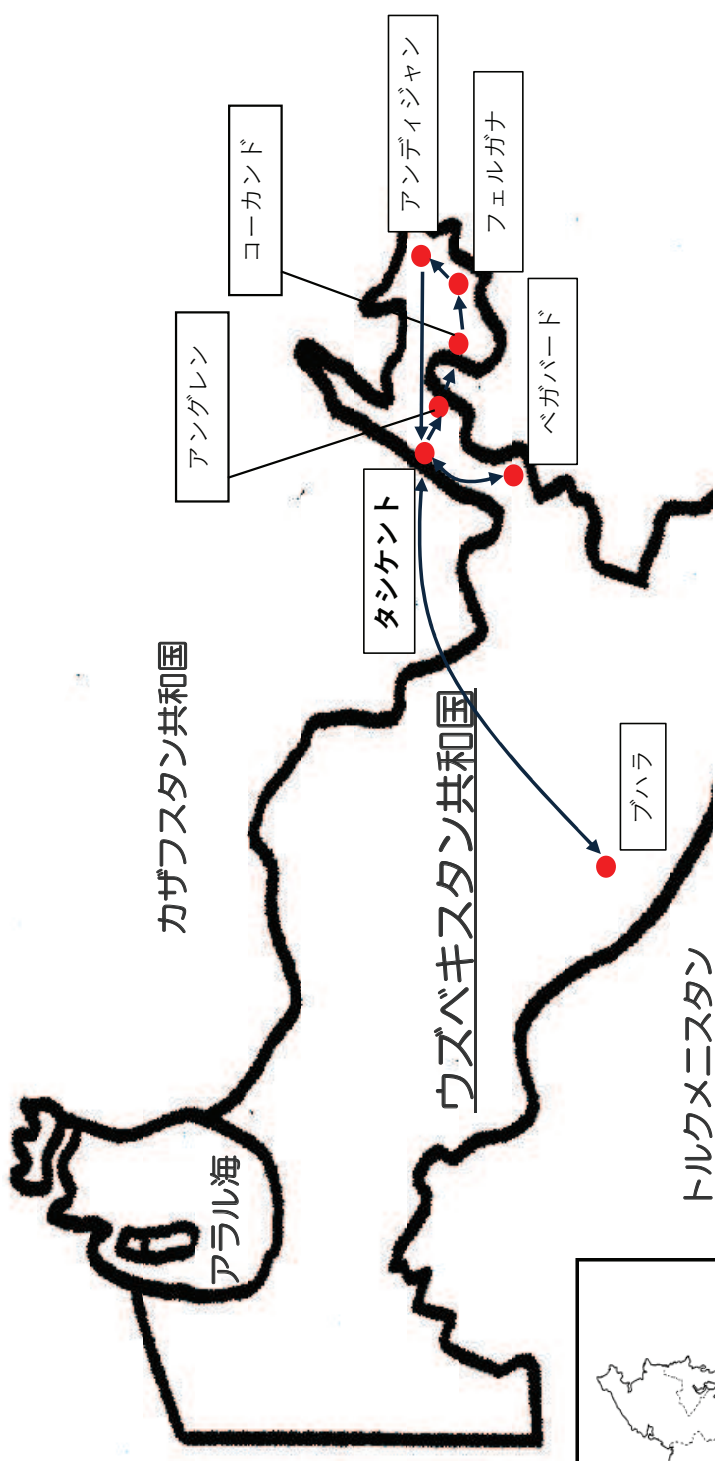 カザフスタン共和国
アラル海
ウズベキスタン共和国
トルクメニスタン
タシケント
アングレン
コーカンド
アンディジャン
フェルガナ
ベガバード
ブハラ